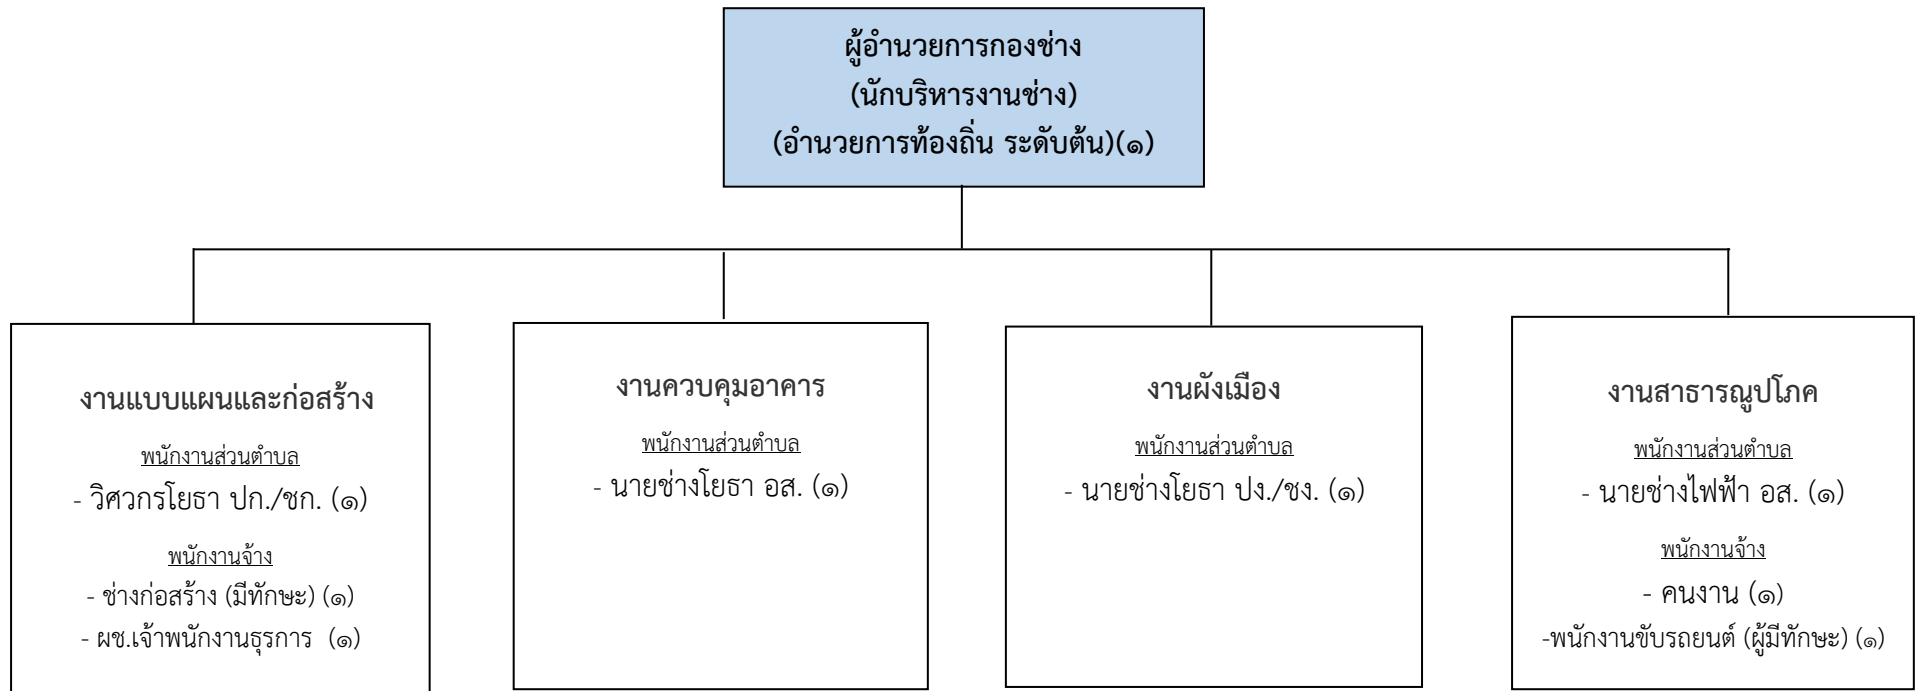 ผู้อำนวยการกองช่าง
(นักบริหารงานช่าง)
(อำนวยการท้องถิ่น ระดับต้น)(๑)
งานแบบแผนและก่อสร้าง
พนักงานส่วนตำบล
- วิศวกรโยธา ปก./ชก. (๑)
พนักงานจ้าง
- ช่างก่อสร้าง (มีทักษะ) (๑)
- ผช.เจ้าพนักงานธุรการ (๑)
งานควบคุมอาคาร
พนักงานส่วนตำบล
- นายช่างโยธา อส. (๑)
งานผังเมือง
พนักงานส่วนตำบล
- นายช่างโยธา ปง./ชง. (๑)
งานสาธารณูปโภค
พนักงานส่วนตำบล
- นายช่างไฟฟ้า อส. (๑)
พนักงานจ้าง
- คนงาน (๑)
-พนักงานขับรถยนต์ (ผู้มีทักษะ) (๑)